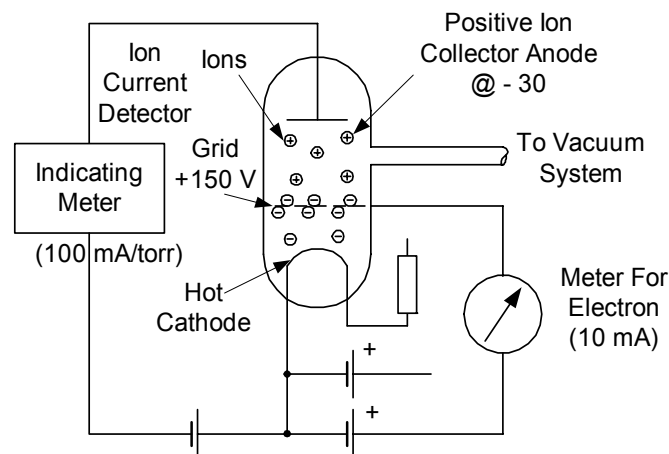 Ion
Current
Detector
Ions
Positive Ion
Collector Anode
@ - 30
Grid
+150 V
To Vacuum
System
Indicating
Meter
(100 mA/torr)
Hot
Cathode
Meter For
Electron
(10 mA)
+
+